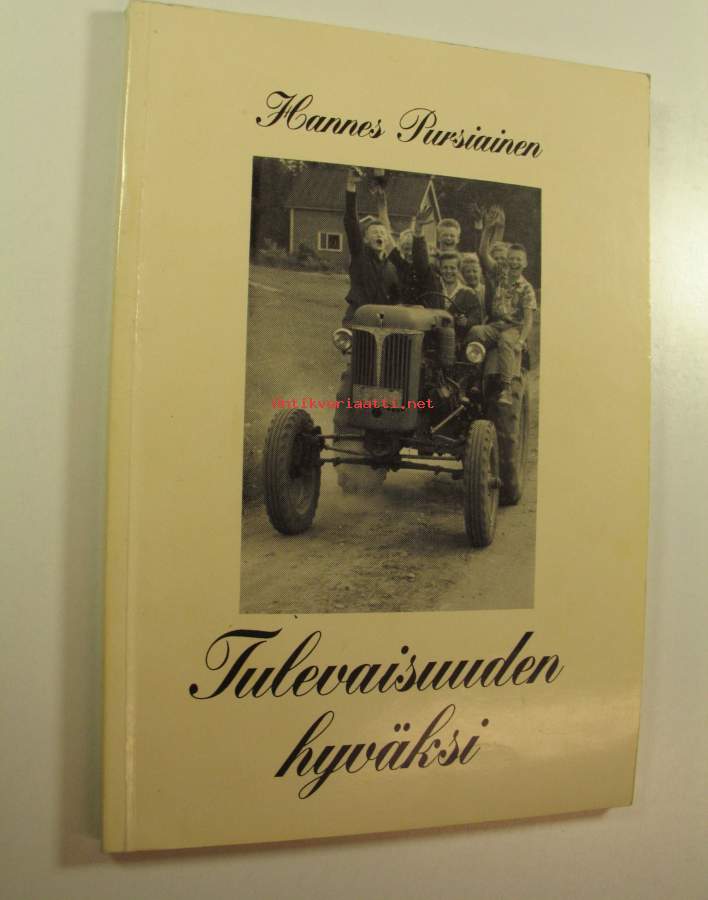 Hannes Pursiainen
antikvariaatti.net
Tulevaisuuden
hyväksi